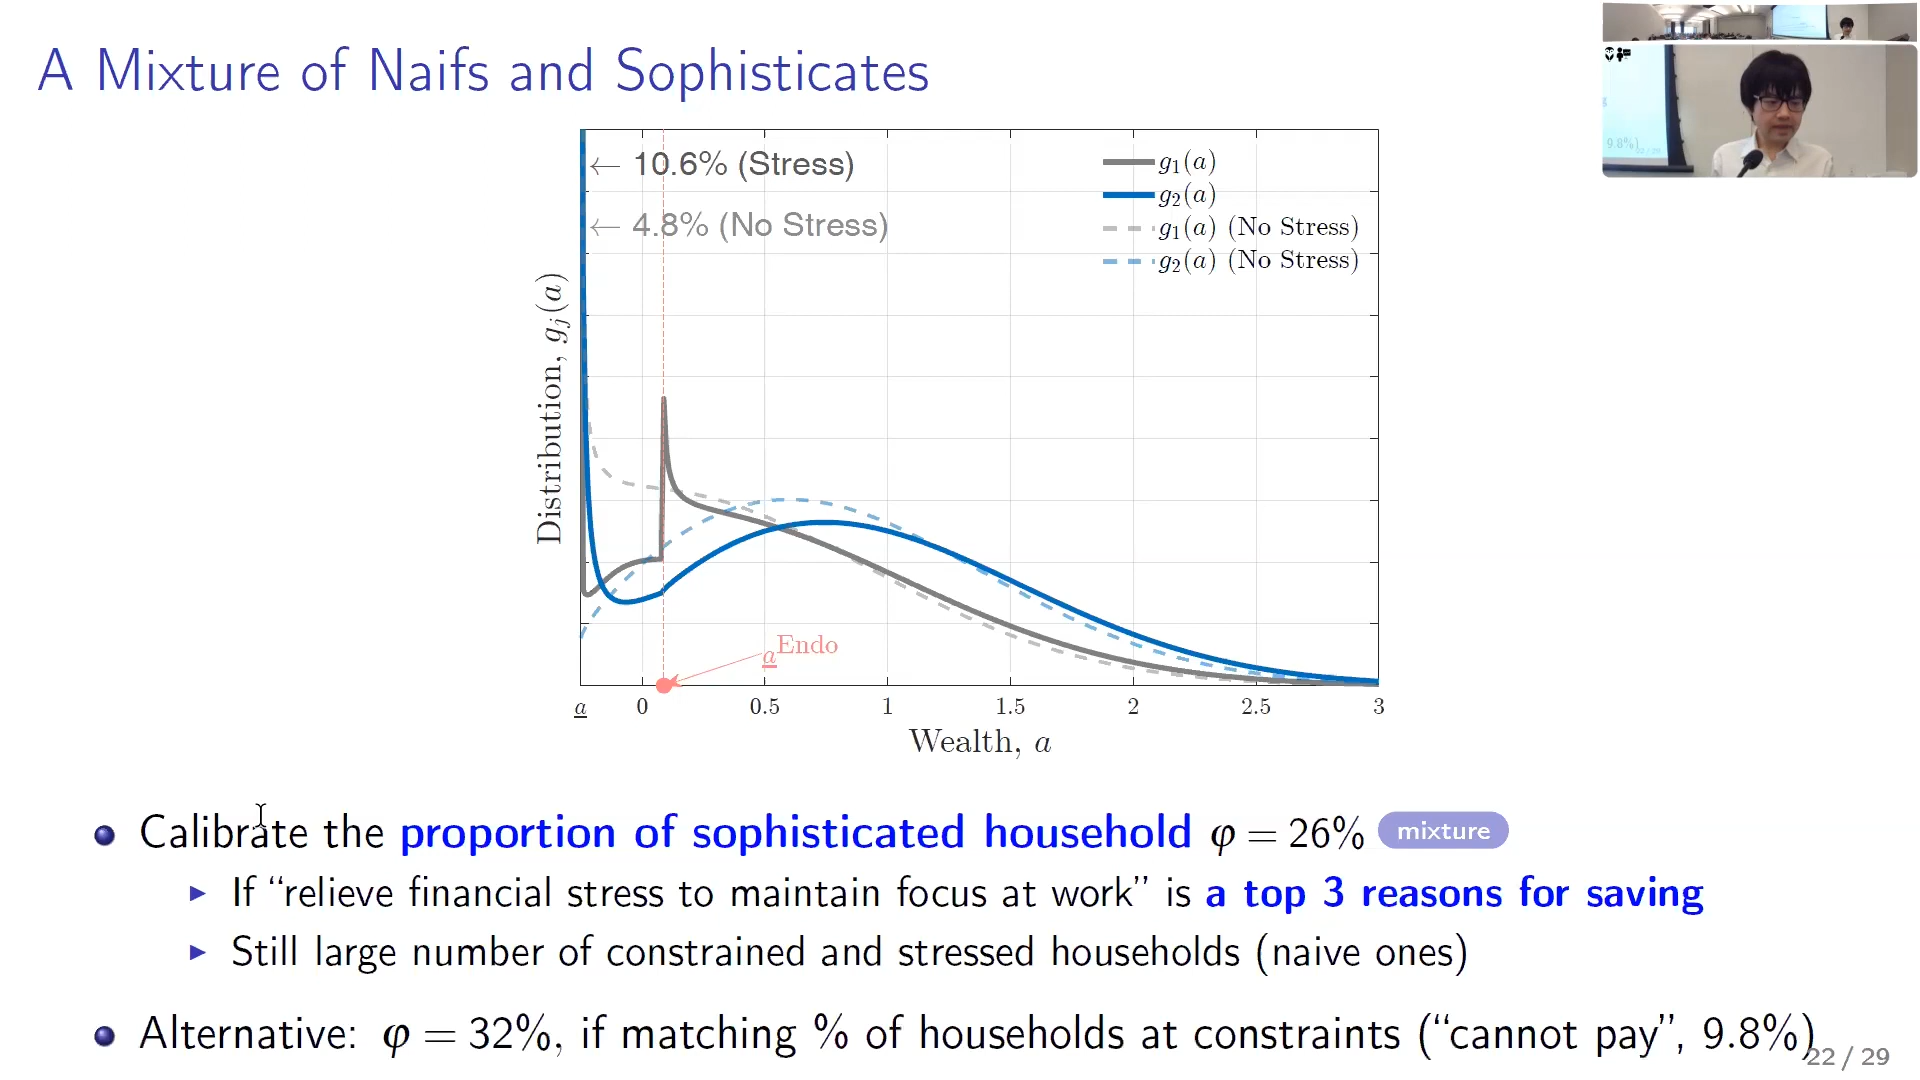 A Mixture of Naifs and Sophisticates
← 10.6% (Stress)
← 4.8% (No Stress)
g₁(a)
g₂(a)
g₁(a) (No Stress)
g₂(a) (No Stress)
Distribution, gⱼ(a)
a̲ᴱⁿᵈᵒ
a̲ 0 0.5 1 1.5 2 2.5 3
Wealth, a
Calibrate the proportion of sophisticated household φ = 26% mixture
If “relieve financial stress to maintain focus at work” is a top 3 reasons for saving
Still large number of constrained and stressed households (naive ones)
Alternative: φ = 32%, if matching % of households at constraints (“cannot pay”, 9.8%)
22 / 29
9.8%)